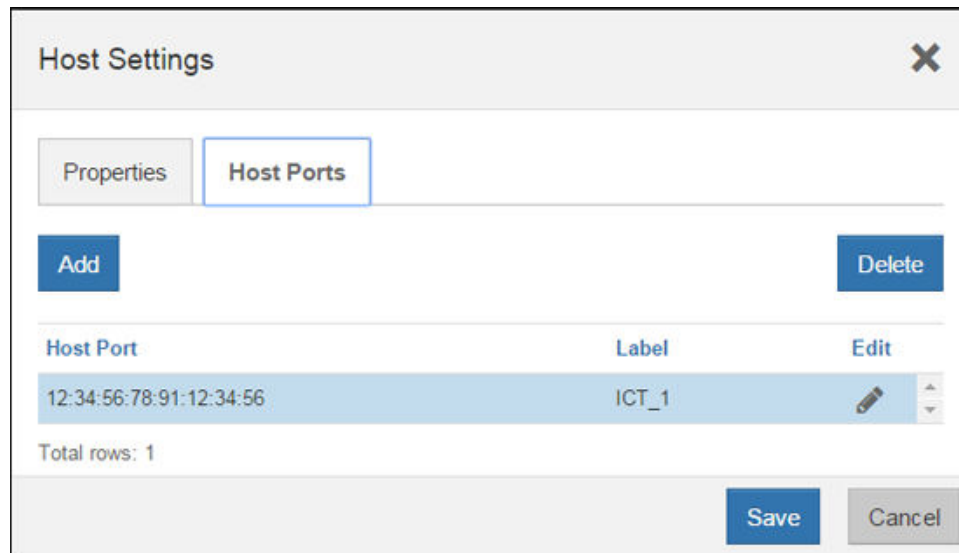 Host Settings
Properties Host Ports
Add Delete
Host Port Label Edit
12:34:56:78:91:12:34:56 ICT_1
Total rows: 1
Save Cancel